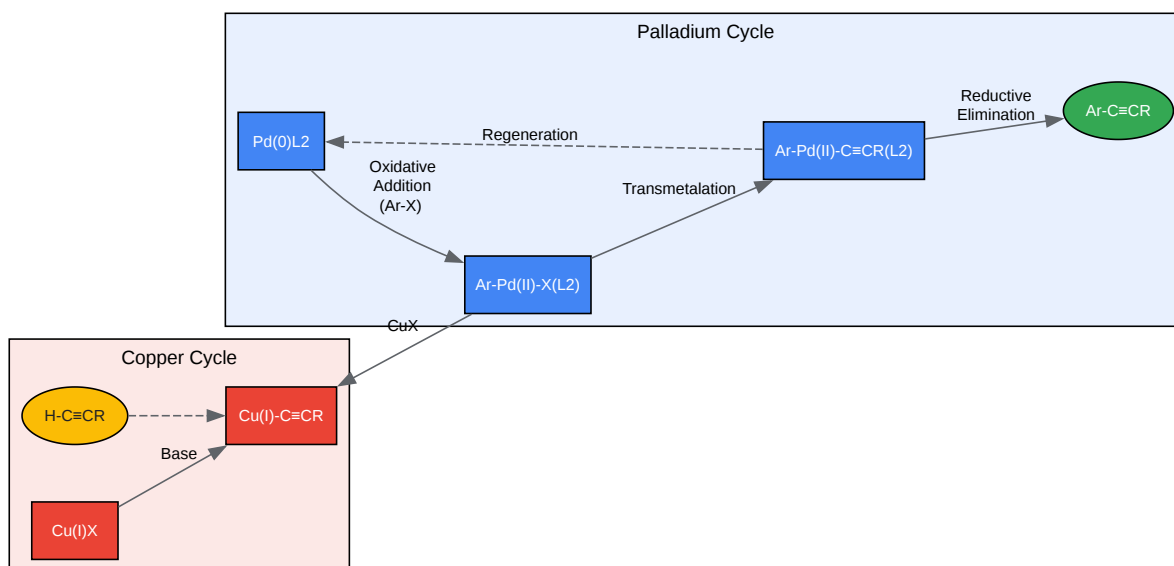 Palladium Cycle
Reductive
Elimination
Ar-C≡CR
Pd(0)L2
Regeneration
Ar-Pd(II)-C≡CR(L2)
Oxidative
Addition
(Ar-X)
Transmetalation
Ar-Pd(II)-X(L2)
CuX
Copper Cycle
H-C≡CR
Cu(I)-C≡CR
Base
Cu(I)X